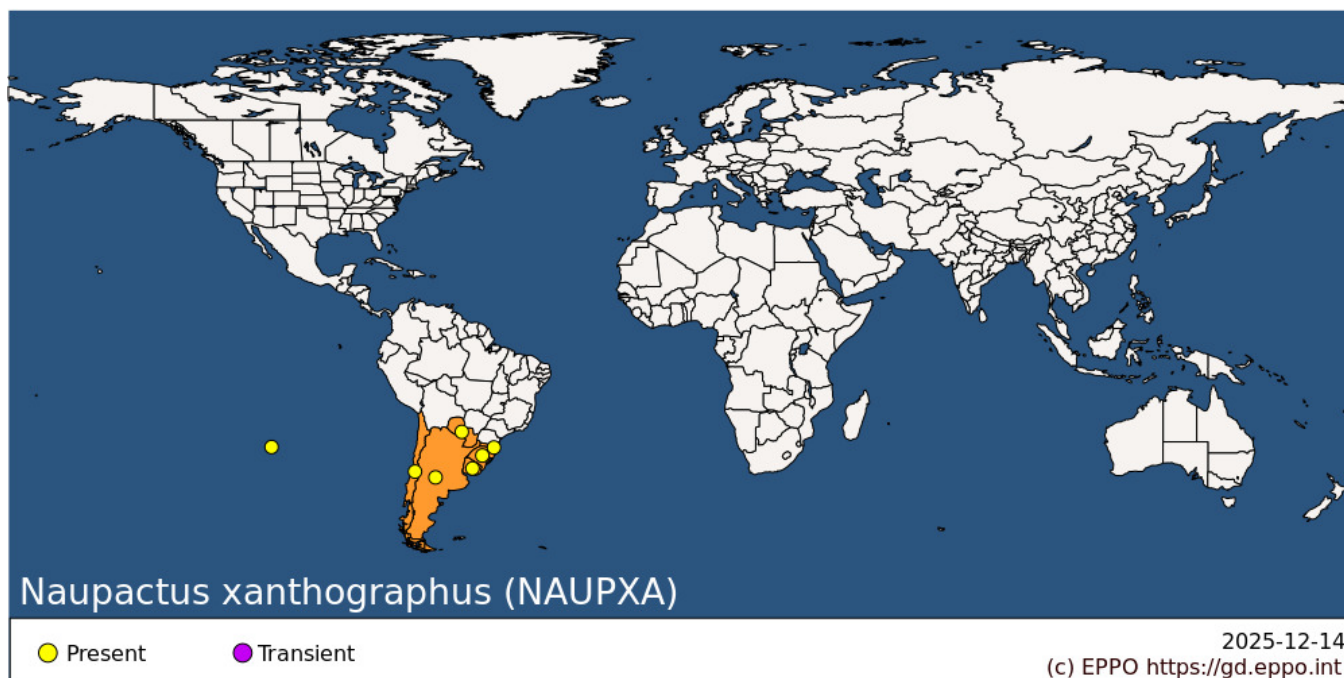 Naupactus xanthographus (NAUPXA)
Present
Transient
2025-12-14
(c) EPPO https://gd.eppo.int